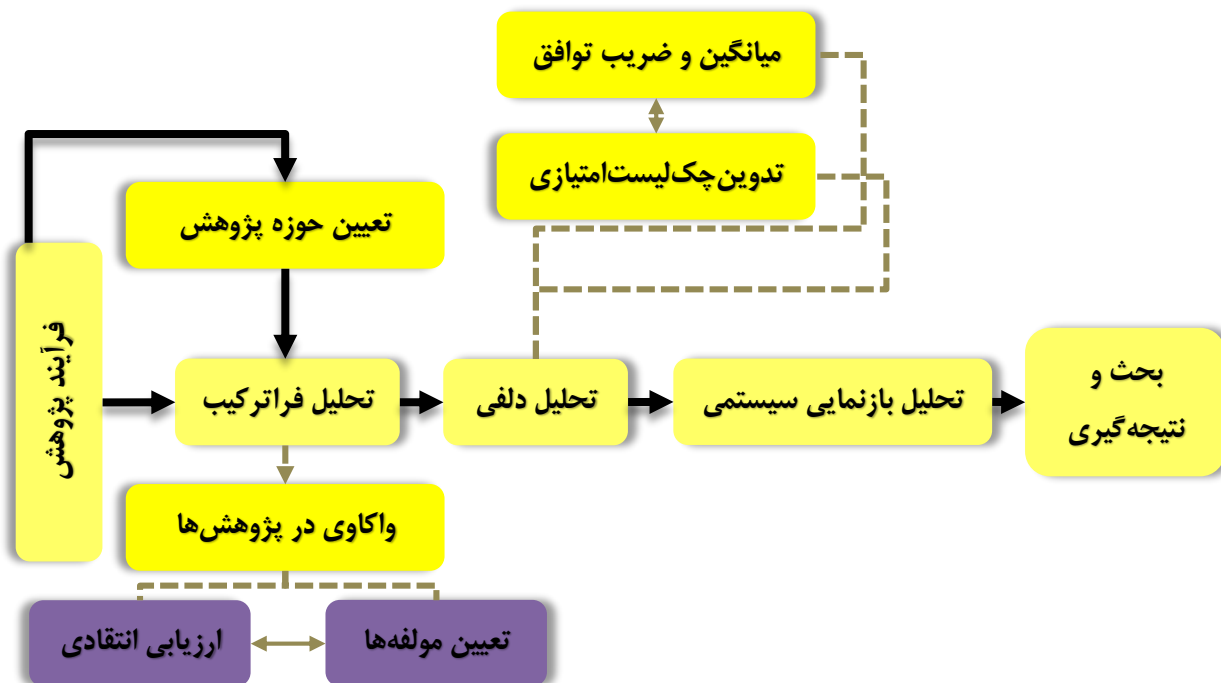 میانگین و ضریب توافق
تدوین‌چک‌لیست‌امتیازی
تعیین حوزه پژوهش
فرآیند پژوهش
تحلیل فراترکیب
تحلیل دلفی
تحلیل بازنمایی سیستمی
بحث و
نتیجه‌گیری
واکاوی در پژوهش‌ها
ارزیابی انتقادی
تعیین مولفه‌ها